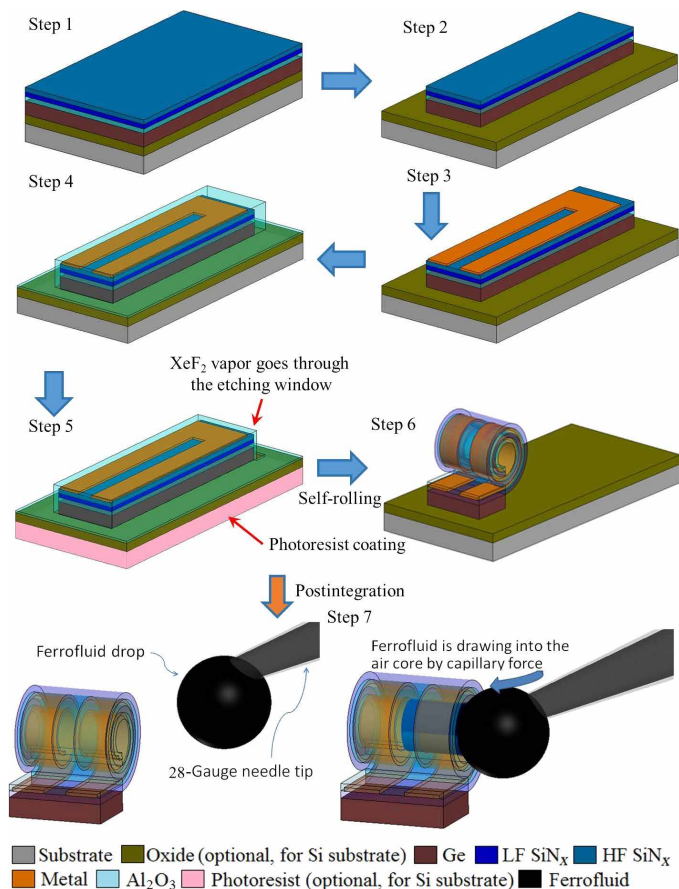 Step 1
Step 2
Step 4
Step 3
XeF₂ vapor goes through
the etching window
Step 5
Step 6
Self-rolling
Photoresist coating
Postintegration
Step 7
Ferrofluid drop
Ferrofluid is drawing into the
air core by capillary force
28-Gauge needle tip
Substrate Oxide (optional, for Si substrate) Ge LF SiNₓ HF SiNₓ
Metal Al₂O₃ Photoresist (optional, for Si substrate) Ferrofluid